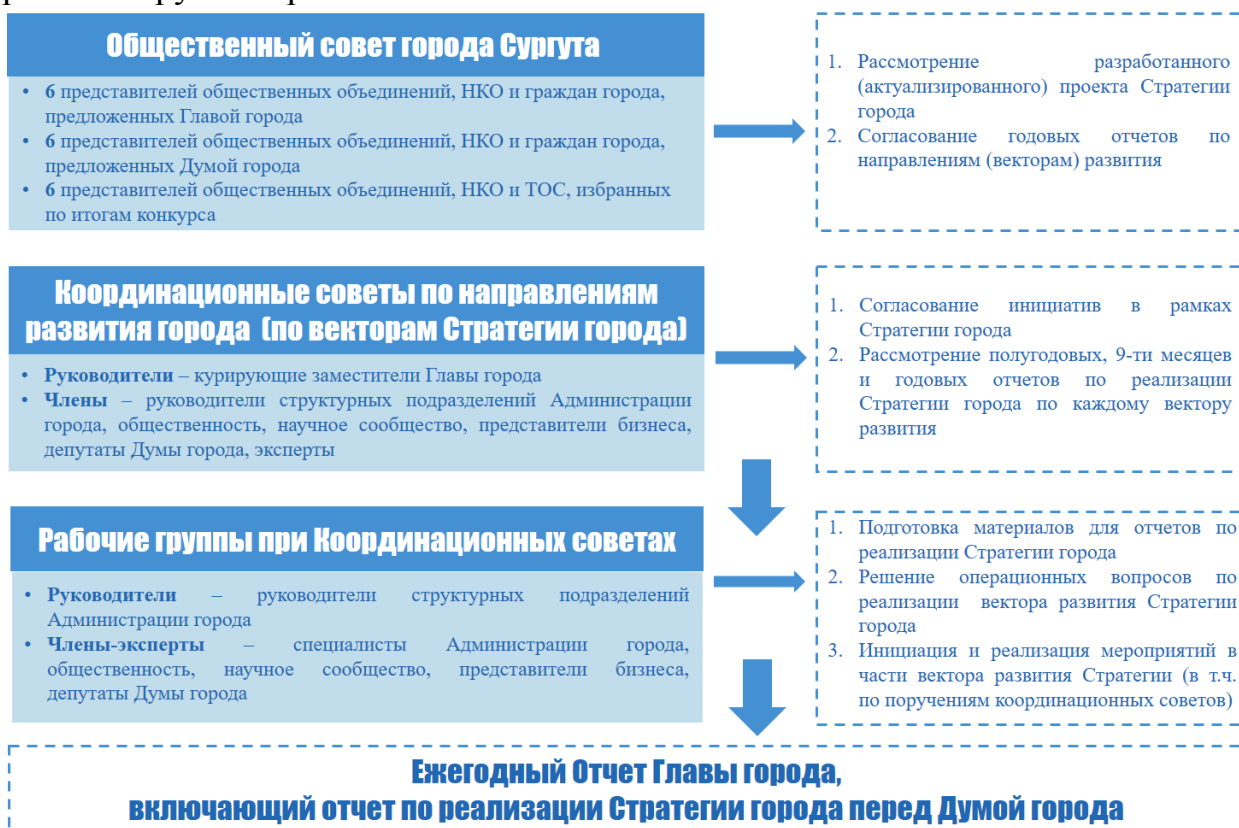 Общественный совет города Сургута
• 6 представителей общественных объединений, НКО и граждан города,
предложенных Главой города
• 6 представителей общественных объединений, НКО и граждан города,
предложенных Думой города
• 6 представителей общественных объединений, НКО и ТОС, избранных
по итогам конкурса
1. Рассмотрение разработанного
(актуализированного) проекта Стратегии
города
2. Согласование годовых отчетов по
направлениям (векторам) развития
Координационные советы по направлениям
развития города (по векторам Стратегии города)
• Руководители – курирующие заместители Главы города
• Члены – руководители структурных подразделений Администрации
города, общественность, научное сообщество, представители бизнеса,
депутаты Думы города, эксперты
1. Согласование инициатив в рамках
Стратегии города
2. Рассмотрение полугодовых, 9-ти месяцев
и годовых отчетов по реализации
Стратегии города по каждому вектору
развития
Рабочие группы при Координационных советах
• Руководители – руководители структурных подразделений
Администрации города
• Члены-эксперты – специалисты Администрации города,
общественность, научное сообщество, представители бизнеса,
депутаты Думы города
1. Подготовка материалов для отчетов по
реализации Стратегии города
2. Решение операционных вопросов по
реализации вектора развития Стратегии
города
3. Инициация и реализация мероприятий в
части вектора развития Стратегии (в т.ч.
по поручениям координационных советов)
Ежегодный Отчет Главы города,
включающий отчет по реализации Стратегии города перед Думой города